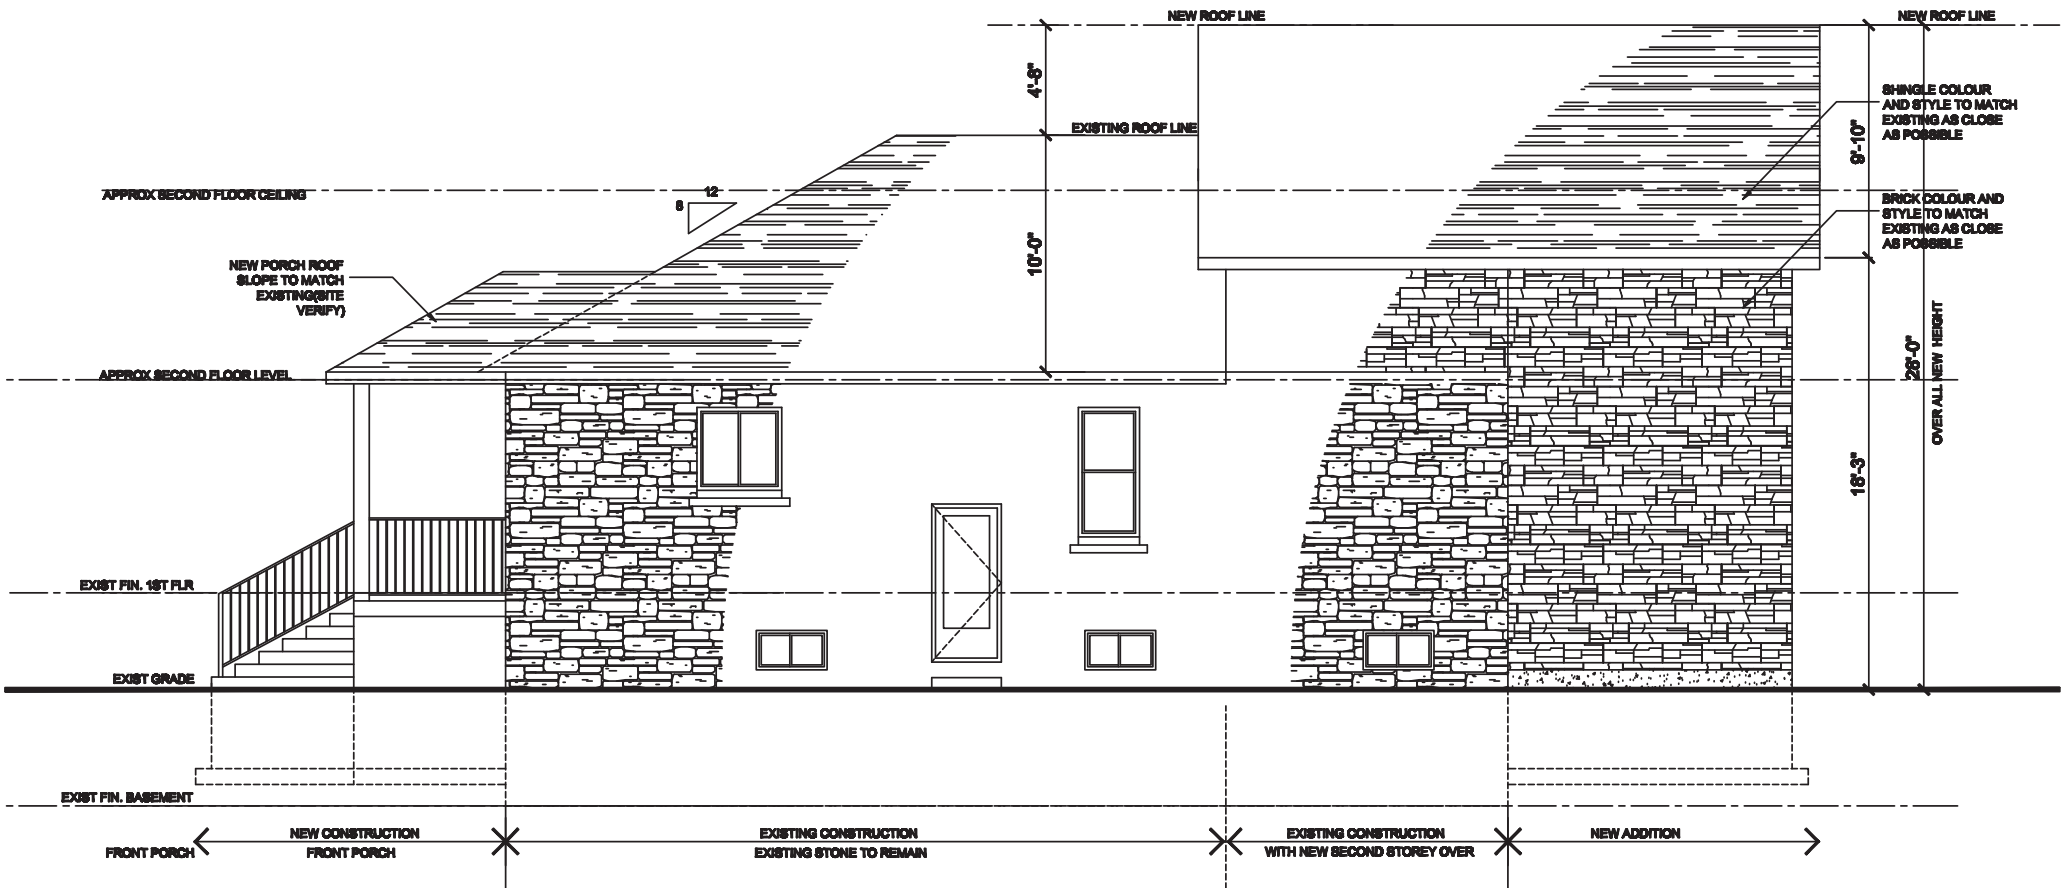 NEW ROOF LINE
NEW ROOF LINE
4'-8"
SHINGLE COLOUR
AND STYLE TO MATCH
EXISTING AS CLOSE
AS POSSIBLE
EXISTING ROOF LINE
9'-10"
APPROX SECOND FLOOR CEILING
12
8
BRICK COLOUR AND
STYLE TO MATCH
EXISTING AS CLOSE
AS POSSIBLE
10'-0"
NEW PORCH ROOF
SLOPE TO MATCH
EXISTING(SITE
VERIFY)
28'-0"
OVER ALL NEW HEIGHT
APPROX SECOND FLOOR LEVEL
18'-3"
EXIST FIN. 1ST FLR
EXIST GRADE
EXIST FIN. BASEMENT
NEW CONSTRUCTION
EXISTING CONSTRUCTION
EXISTING CONSTRUCTION
NEW ADDITION
FRONT PORCH
FRONT PORCH
EXISTING STONE TO REMAIN
WITH NEW SECOND STOREY OVER